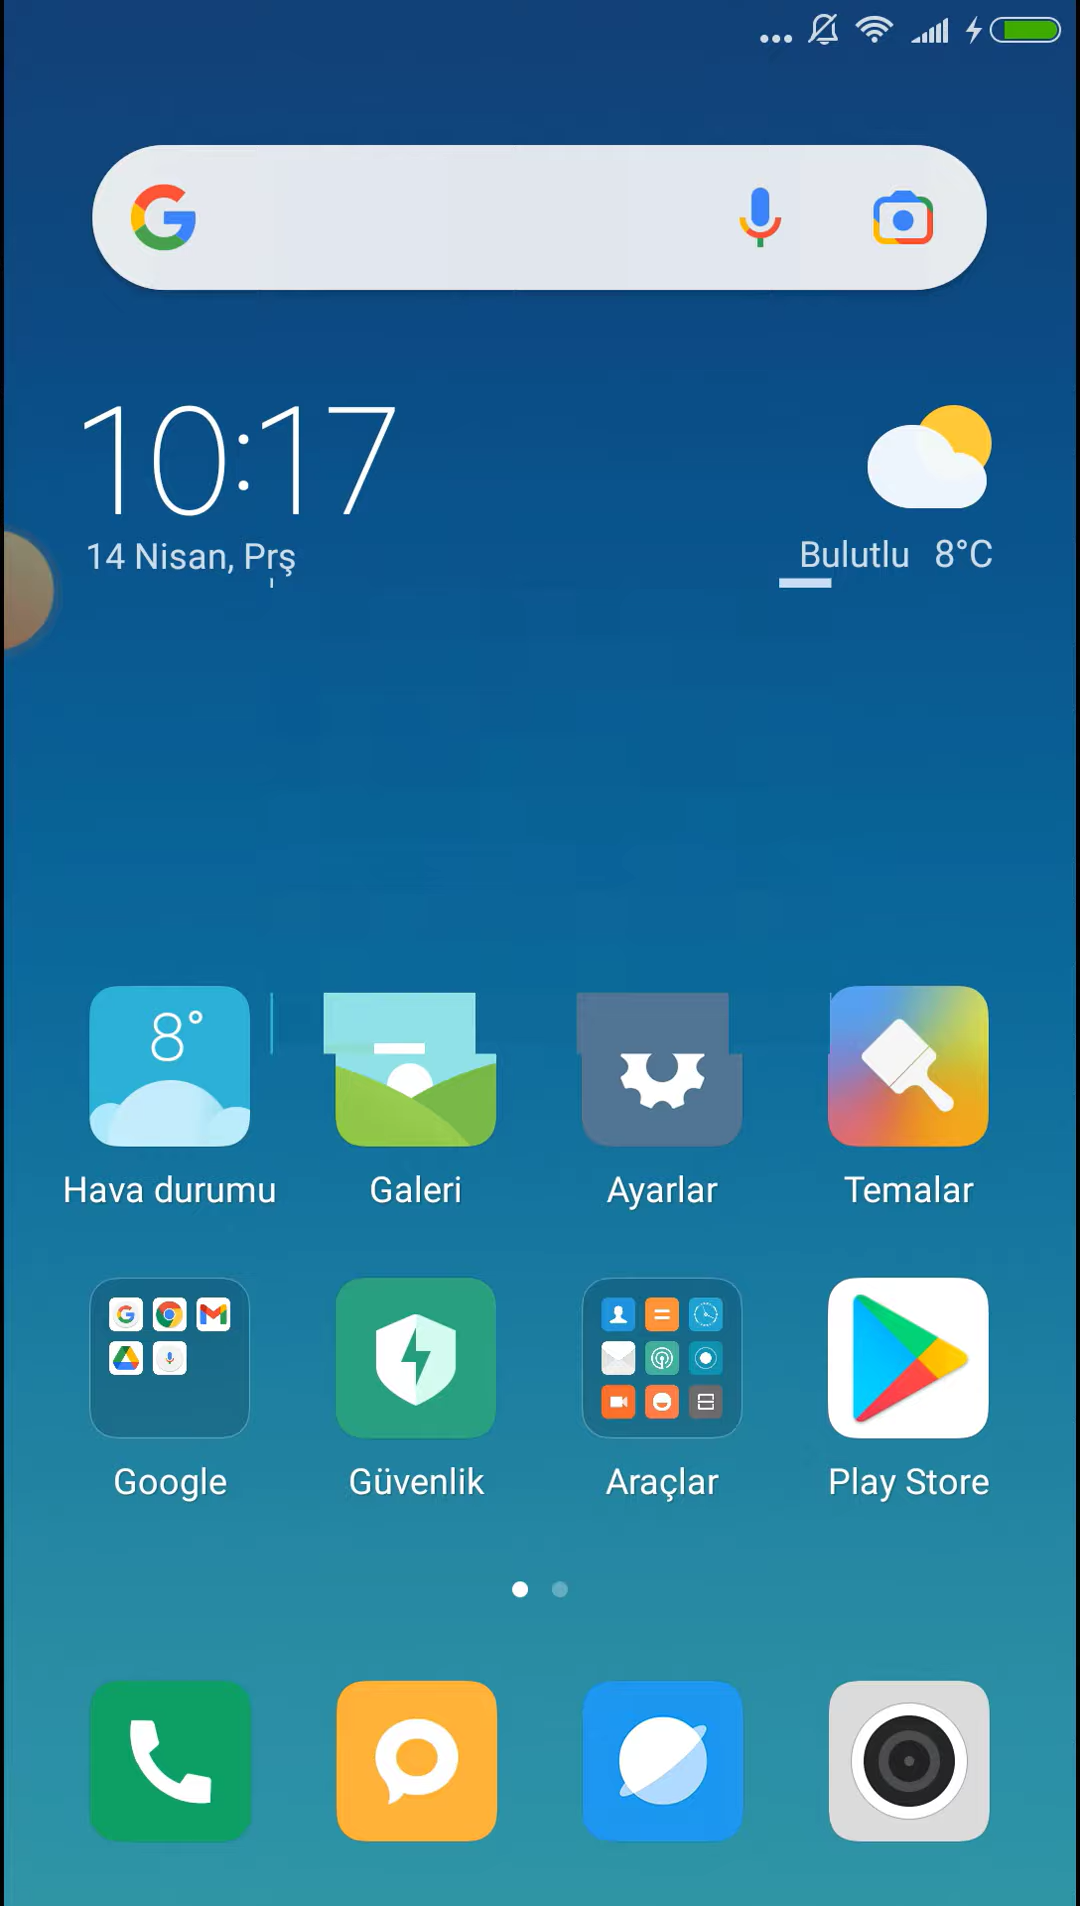 10:17
14 Nisan, Prş
Bulutlu 8°C
8°
Hava durumu
Galeri
Ayarlar
Temalar
Google
Güvenlik
Araçlar
Play Store